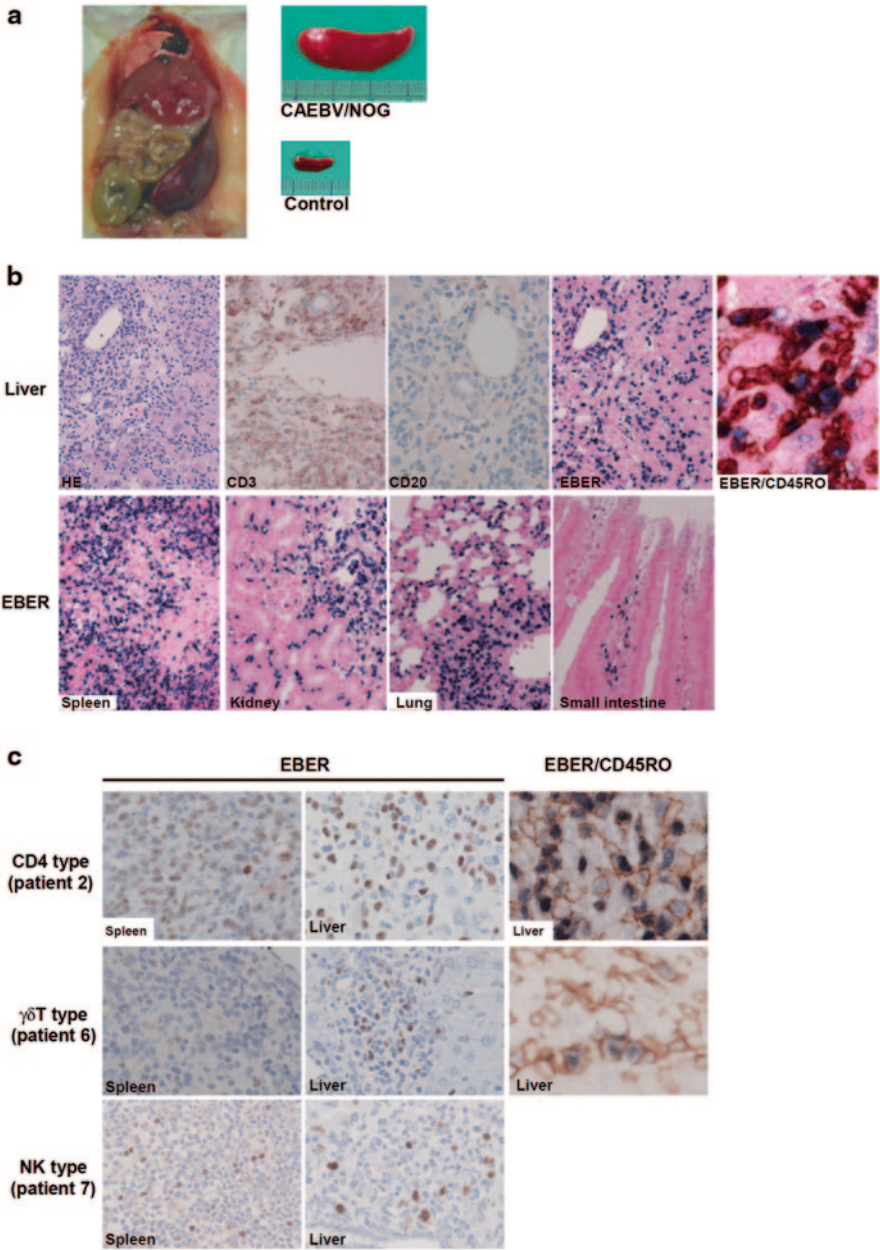 a
CAEBV/NOG
Control
b
Liver
HE
CD3
CD20
EBER
EBER/CD45RO
EBER
Spleen
Kidney
Lung
Small intestine
c
EBER
EBER/CD45RO
CD4 type
(patient 2)
Spleen
Liver
Liver
γδT type
(patient 6)
Spleen
Liver
Liver
NK type
(patient 7)
Spleen
Liver